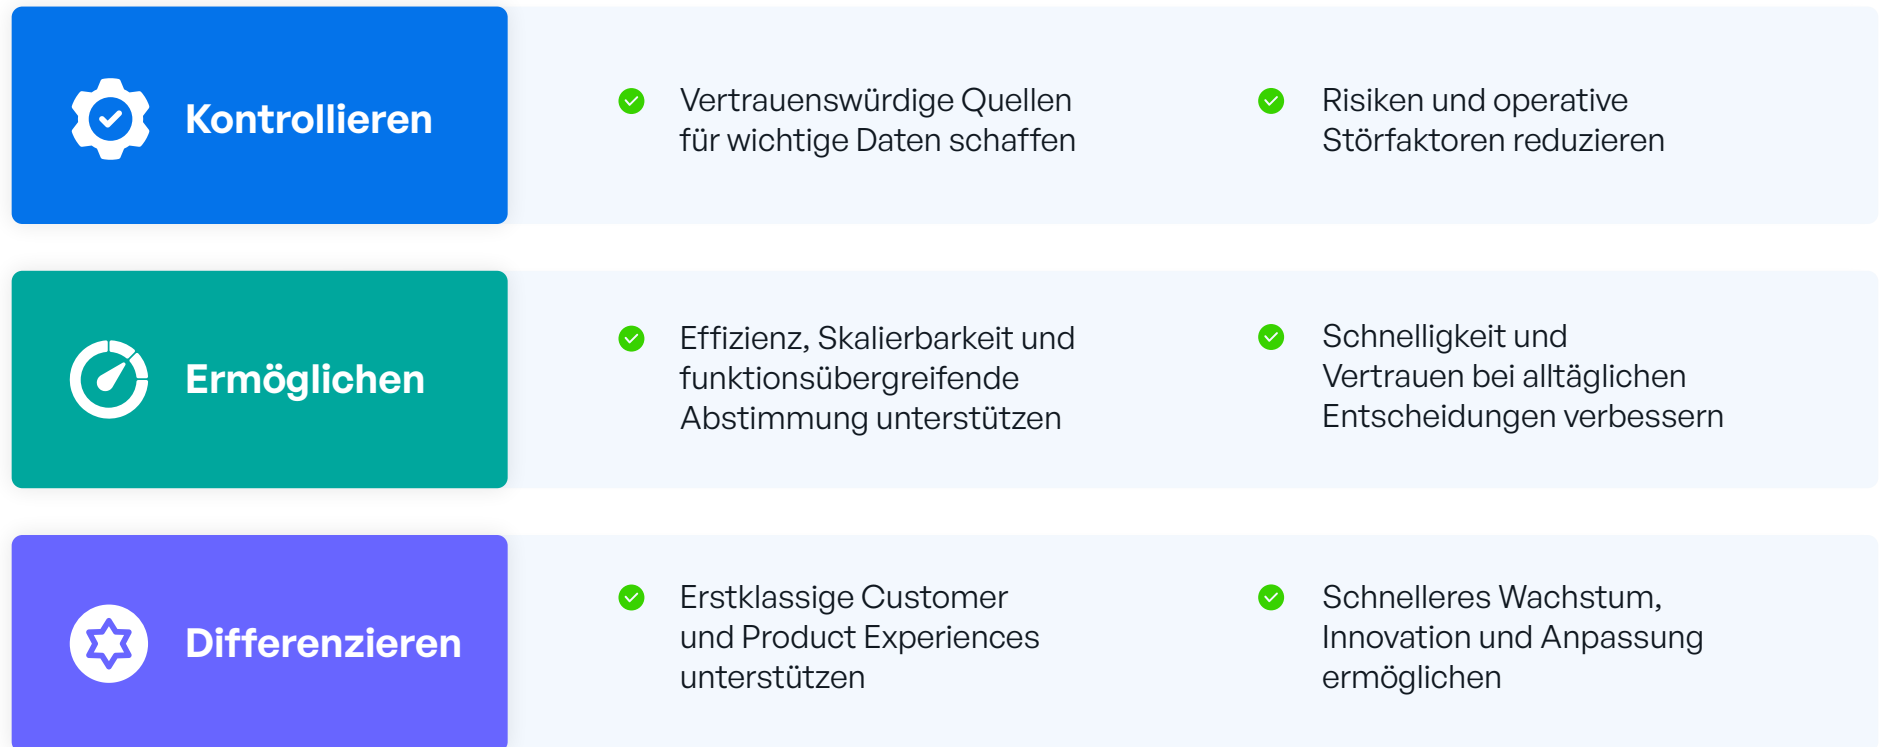 Kontrollieren
Vertrauenswürdige Quellen
für wichtige Daten schaffen
Risiken und operative
Störfaktoren reduzieren
Ermöglichen
Effizienz, Skalierbarkeit und
funktionsübergreifende
Abstimmung unterstützen
Schnelligkeit und
Vertrauen bei alltäglichen
Entscheidungen verbessern
Differenzieren
Erstklassige Customer
und Product Experiences
unterstützen
Schnelleres Wachstum,
Innovation und Anpassung
ermöglichen